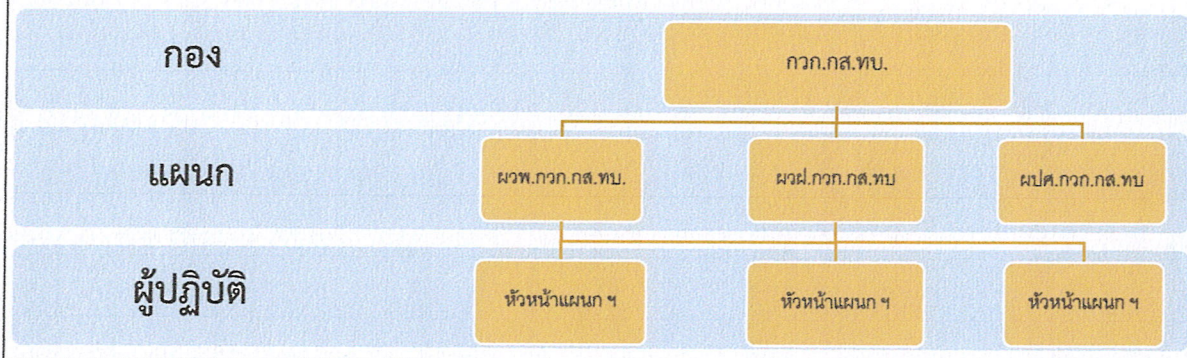 กอง
กวก.กส.ทบ.
แผนก
ผวพ.กวก.กส.ทบ.
ผวฝ.กวก.กส.ทบ
ผปศ.กวก.กส.ทบ
ผู้ปฏิบัติ
หัวหน้าแผนก ฯ
หัวหน้าแผนก ฯ
หัวหน้าแผนก ฯ